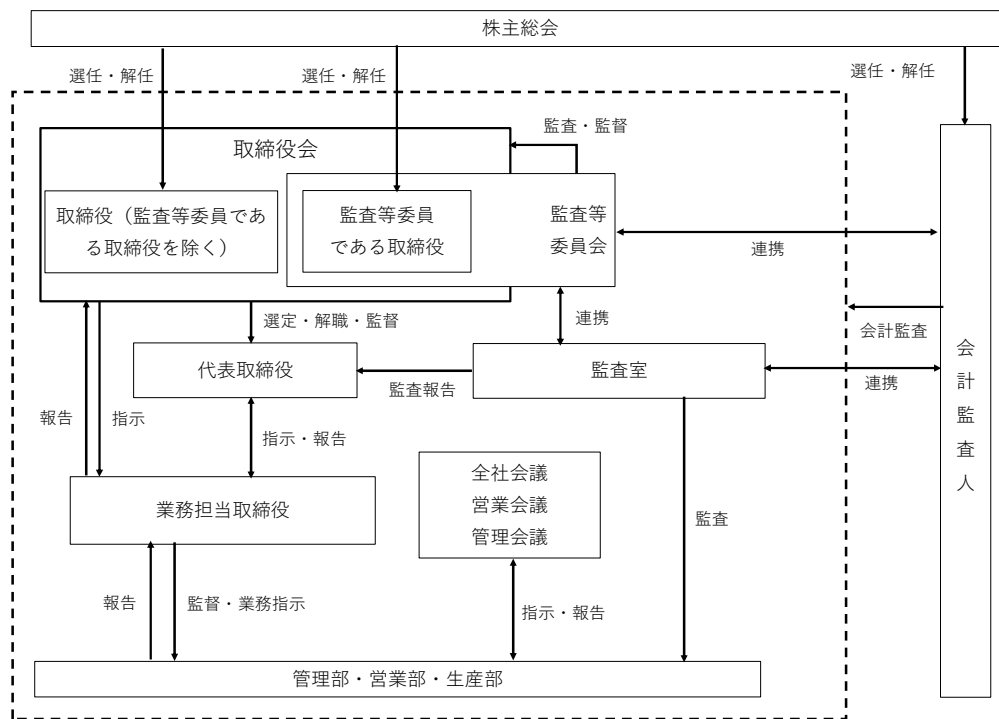 株主総会
選任・解任
選任・解任
選任・解任
監査・監督
取締役会
取締役（監査等委員であ
る取締役を除く）
監査等委員
である取締役
監査等
委員会
連携
選定・解職・監督
連携
会計監査
代表取締役
監査報告
監査室
連携
会計監査人
報告
指示
指示・報告
全社会議
営業会議
管理会議
業務担当取締役
監査
報告
監督・業務指示
指示・報告
管理部・営業部・生産部